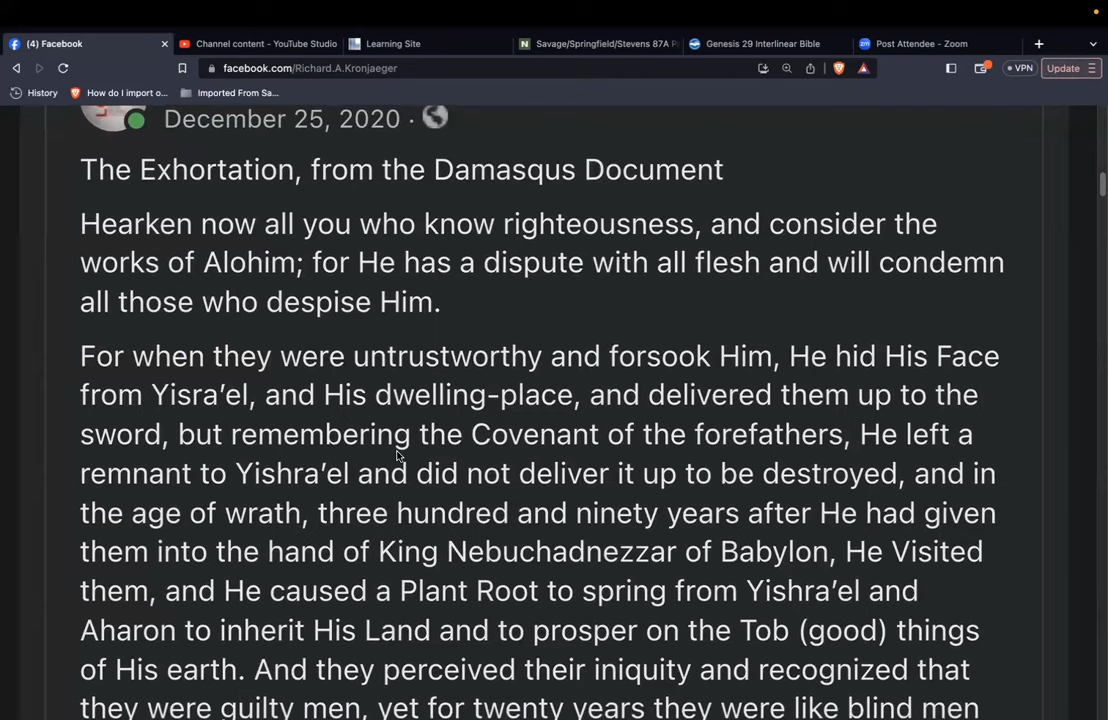 (4) Facebook
Channel content - YouTube Studio
Learning Site
Savage/Springfield/Stevens 87A P
Genesis 29 Interlinear Bible
Post Attendee - Zoom
facebook.com/Richard.A.Kronjaeger
VPN
Update
History
How do I import o...
Imported From Sa...
December 25, 2020 ·
The Exhortation, from the Damasqus Document
Hearken now all you who know righteousness, and consider the
works of Alohim; for He has a dispute with all flesh and will condemn
all those who despise Him.
For when they were untrustworthy and forsook Him, He hid His Face
from Yisra’el, and His dwelling-place, and delivered them up to the
sword, but remembering the Covenant of the forefathers, He left a
remnant to Yishra’el and did not deliver it up to be destroyed, and in
the age of wrath, three hundred and ninety years after He had given
them into the hand of King Nebuchadnezzar of Babylon, He Visited
them, and He caused a Plant Root to spring from Yishra’el and
Aharon to inherit His Land and to prosper on the Tob (good) things
of His earth. And they perceived their iniquity and recognized that
they were guilty men, yet for twenty years they were like blind men